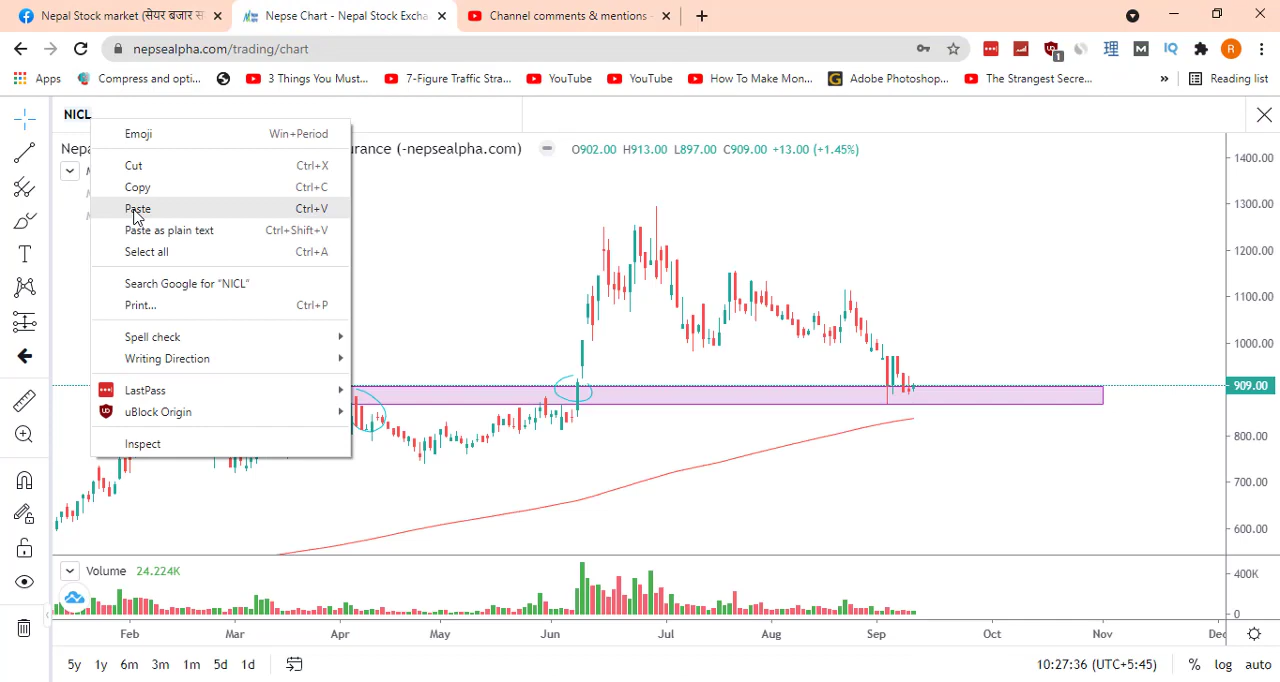 Nepal Stock market (सेयर बजार स
Nepse Chart - Nepal Stock Excha
Channel comments & mentions -
nepsealpha.com/trading/chart
Apps
Compress and opti...
3 Things You Must...
7-Figure Traffic Stra...
YouTube
YouTube
How To Make Mon...
Adobe Photoshop...
The Strangest Secre...
»
Reading list
NICL
Nepa
urance (-nepsealpha.com)
O902.00 H913.00 L897.00 C909.00 +13.00 (+1.45%)
Emoji Win+Period
Cut Ctrl+X
Copy Ctrl+C
Paste Ctrl+V
Paste as plain text Ctrl+Shift+V
Select all Ctrl+A
Search Google for “NICL”
Print... Ctrl+P
Spell check
Writing Direction
LastPass
uBlock Origin
Inspect
1400.00
1300.00
1200.00
1100.00
1000.00
909.00
800.00
700.00
600.00
Volume 24.224K
400K
0
Feb Mar Apr May Jun Jul Aug Sep Oct Nov Dec
5y 1y 6m 3m 1m 5d 1d
10:27:36 (UTC+5:45) % log auto